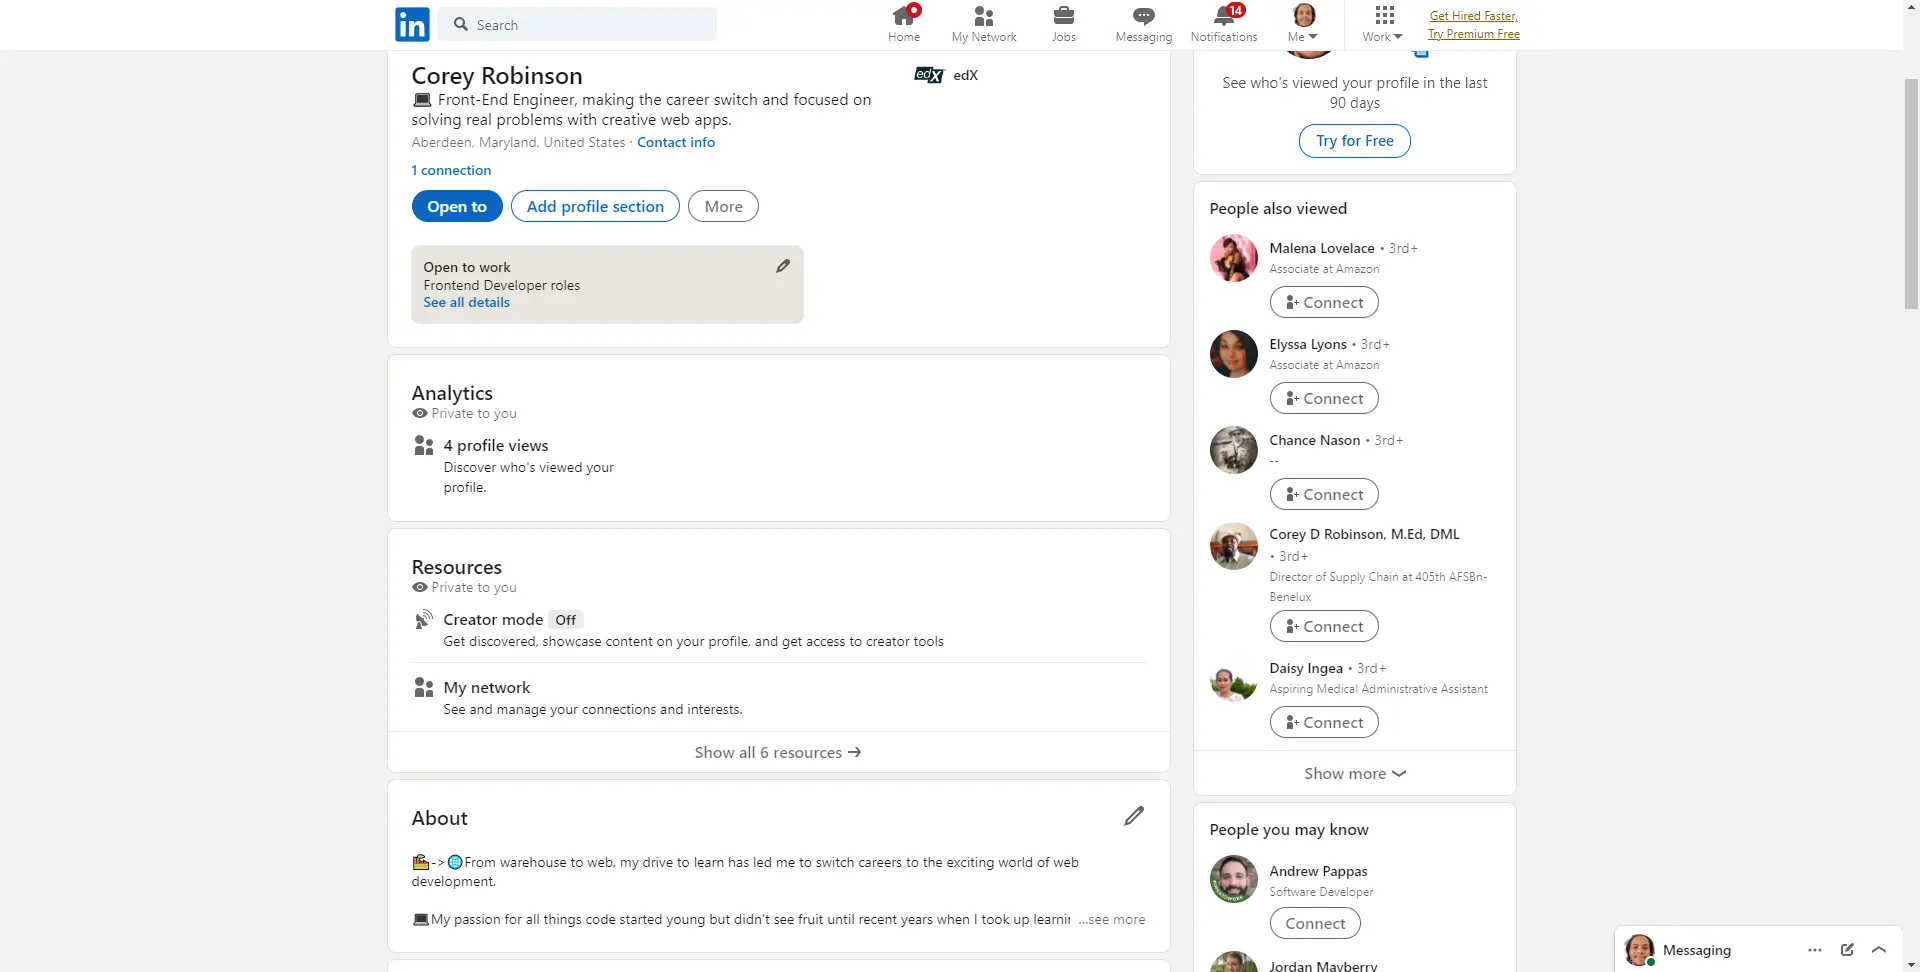 in
Search
Home
My Network
Jobs
Messaging
14
Notifications
Me
Work
Get Hired Faster,
Try Premium Free
Corey Robinson
Front-End Engineer, making the career switch and focused on
solving real problems with creative web apps.
Aberdeen, Maryland, United States · Contact info
1 connection
Open to
Add profile section
More
edX
edX
Open to work
Frontend Developer roles
See all details
Analytics
Private to you
4 profile views
Discover who's viewed your
profile.
Resources
Private to you
Creator mode Off
Get discovered, showcase content on your profile, and get access to creator tools
My network
See and manage your connections and interests.
Show all 6 resources →
About
->From warehouse to web, my drive to learn has led me to switch careers to the exciting world of web
development.
My passion for all things code started young but didn't see fruit until recent years when I took up learnin ...see more
See who's viewed your profile in the last
90 days
Try for Free
People also viewed
Malena Lovelace • 3rd+
Associate at Amazon
Connect
Elyssa Lyons • 3rd+
Associate at Amazon
Connect
Chance Nason • 3rd+
--
Connect
Corey D Robinson, M.Ed, DML
• 3rd+
Director of Supply Chain at 405th AFSBn-
Benelux
Connect
Daisy Ingea • 3rd+
Aspiring Medical Administrative Assistant
Connect
Show more
People you may know
Andrew Pappas
Software Developer
Connect
Jordan Mayberry
Messaging